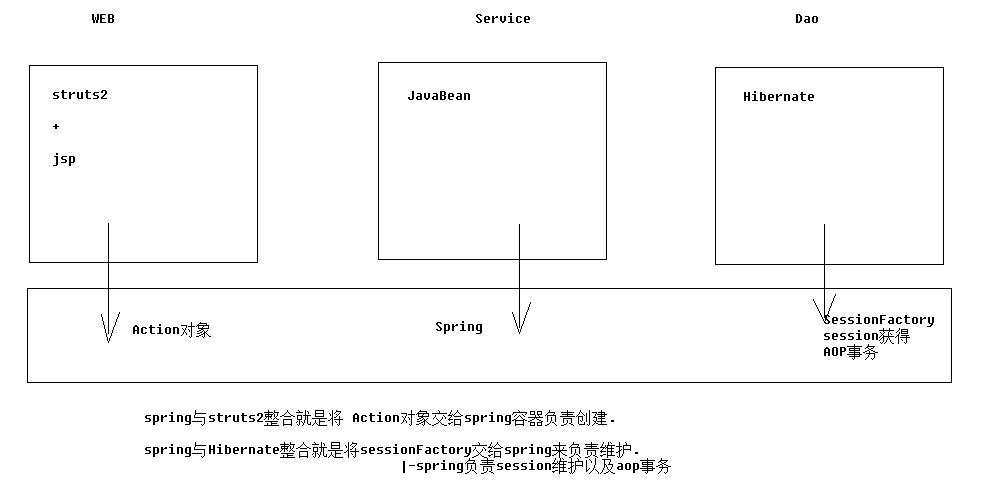 WEB
Service
Dao
struts2
+
jsp
JavaBean
Hibernate
Action对象
Spring
SessionFactory
session获得
AOP事务
spring与struts2整合就是将 Action对象交给spring容器负责创建.
spring与Hibernate整合就是将sessionFactory交给spring来负责维护.
|-spring负责session维护以及aop事务